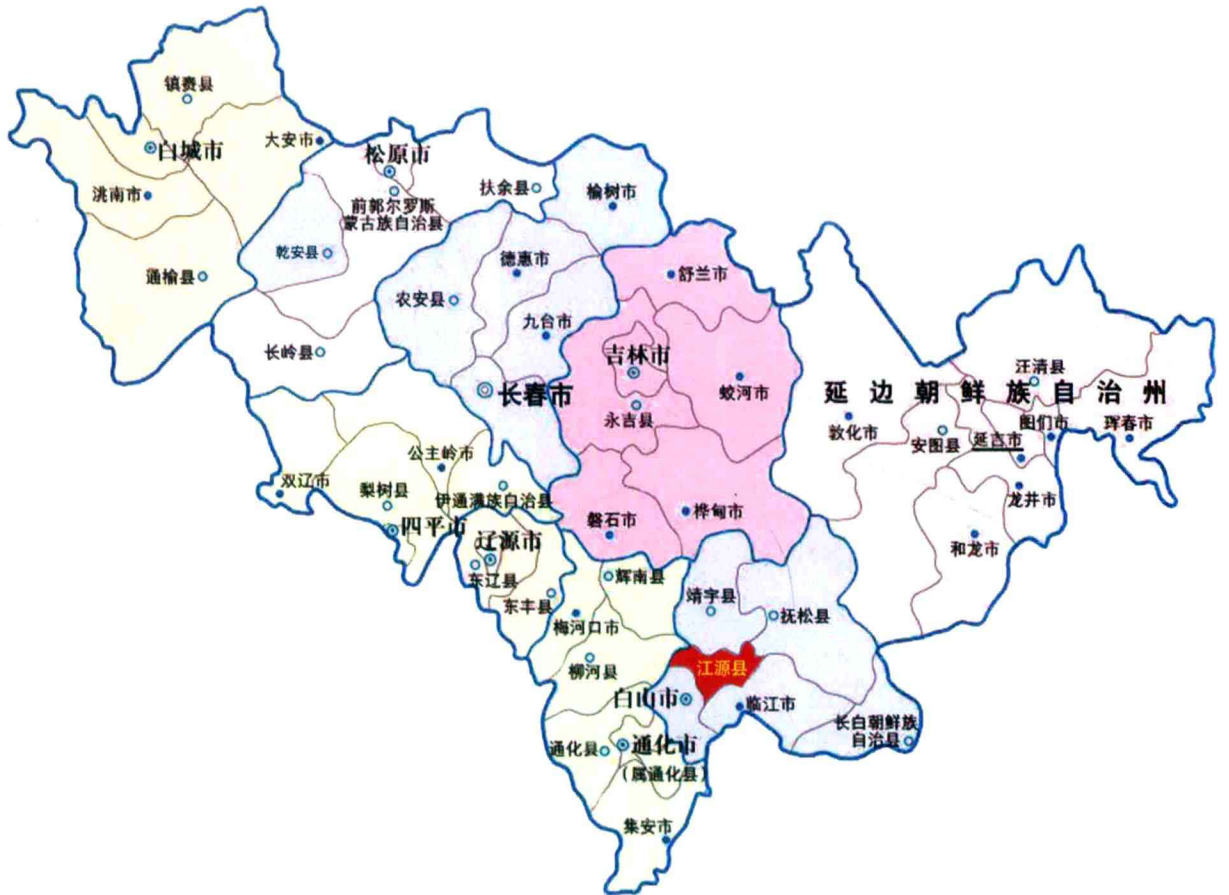 镇赉县
白城市
大安市
洮南市
通榆县
松原市
前郭尔罗斯
蒙古族自治县
扶余县
乾安县
长岭县
榆树市
德惠市
农安县
九台市
长春市
舒兰市
吉林市
蛟河市
永吉县
磐石市
桦甸市
延边朝鲜族自治州
汪清县
敦化市
安图县
延吉市
图们市
珲春市
龙井市
和龙市
双辽市
公主岭市
梨树县
伊通满族自治县
四平市
辽源市
东辽县
东丰县
辉南县
梅河口市
柳河县
靖宇县
抚松县
江源县
白山市
临江市
长白朝鲜族
自治县
通化县
通化市
（属通化县）
集安市